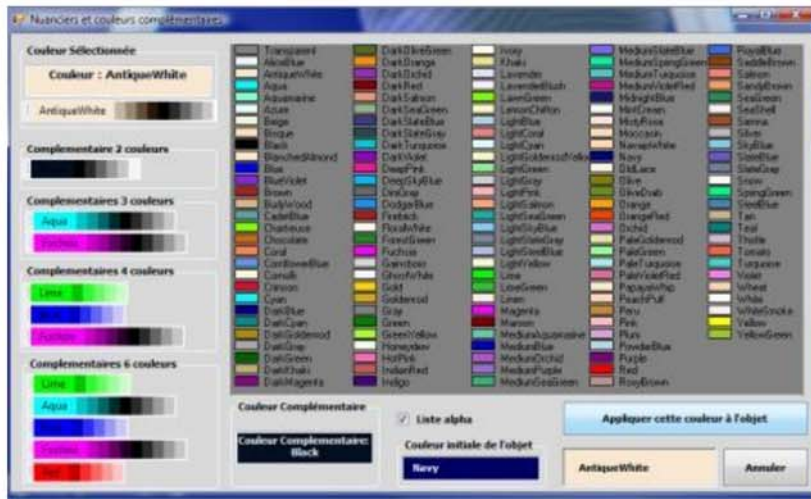 Nuanciers et couleurs complémentaires
Couleur Sélectionnée
Couleur : AntiqueWhite
AntiqueWhite
Complementaire 2 couleurs
Complementaires 3 couleurs
Aqua
Fuchsia
Complémentaires 4 couleurs
Lime
Fuchsia
Complementaires 6 couleurs
Lime
Aqua
Fuchsia
Red
Transparent
AliceBlue
AntiqueWhite
Aqua
Aquamarine
Azure
Beige
Bisque
Black
BlanchedAlmond
Blue
BlueViolet
Brown
BurlyWood
CadetBlue
Chartreuse
Chocolate
Coral
CornflowerBlue
Cornsilk
Crimson
Cyan
DarkBlue
DarkCyan
DarkGoldenrod
DarkGray
DarkGreen
DarkKhaki
DarkMagenta
DarkOliveGreen
DarkOrange
DarkOrchid
DarkRed
DarkSalmon
DarkSeaGreen
DarkSlateBlue
DarkSlateGray
DarkTurquoise
DarkViolet
DeepPink
DeepSkyBlue
DimGray
DodgerBlue
Firebrick
FloralWhite
ForestGreen
Fuchsia
Gainsboro
GhostWhite
Gold
Goldenrod
Gray
Green
GreenYellow
Honeydew
HotPink
IndianRed
Indigo
Ivory
Khaki
Lavender
LavenderBlush
LawnGreen
LemonChiffon
LightBlue
LightCoral
LightCyan
LightGoldenrodYellow
LightGreen
LightGray
LightPink
LightSalmon
LightSeaGreen
LightSkyBlue
LightSlateGray
LightSteelBlue
LightYellow
Lime
LimeGreen
Linen
Magenta
Maroon
MediumAquamarine
MediumBlue
MediumOrchid
MediumPurple
MediumSeaGreen
MediumSlateBlue
MediumSpringGreen
MediumTurquoise
MediumVioletRed
MidnightBlue
MintCream
MistyRose
Moccasin
NavajoWhite
Navy
OldLace
Olive
OliveDrab
Orange
OrangeRed
Orchid
PaleGoldenrod
PaleGreen
PaleTurquoise
PaleVioletRed
PapayaWhip
PeachPuff
Peru
Pink
Plum
PowderBlue
Purple
Red
RosyBrown
RoyalBlue
SaddleBrown
Salmon
SandyBrown
SeaGreen
SeaShell
Sienna
Silver
SkyBlue
SlateBlue
SlateGray
Snow
SpringGreen
SteelBlue
Tan
Teal
Thistle
Tomato
Turquoise
Violet
Wheat
White
WhiteSmoke
Yellow
YellowGreen
Couleur Complémentaire
Couleur Complementaire:
Black
Liste alpha
Couleur initiale de l'objet
Navy
Appliquer cette couleur à l'objet
AntiqueWhite
Annuler